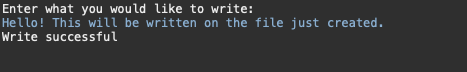 Enter what you would like to write:
Hello! This will be written on the file just created.
Write successful